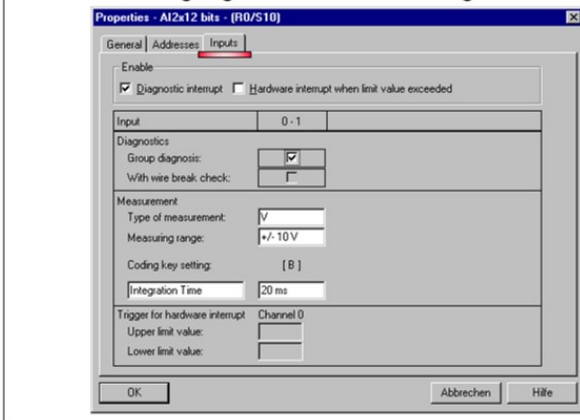 Properties - AI2x12 bits - (R0/S10)
General Addresses Inputs
Enable
Diagnostic interrupt Hardware interrupt when limit value exceeded
Input 0 - 1
Diagnostics
Group diagnosis:
With wire break check:
Measurement
Type of measurement: V
Measuring range: +/- 10 V
Coding key setting: [ B ]
Integration Time 20 ms
Trigger for hardware interrupt Channel 0
Upper limit value:
Lower limit value:
OK Abbrechen Hilfe